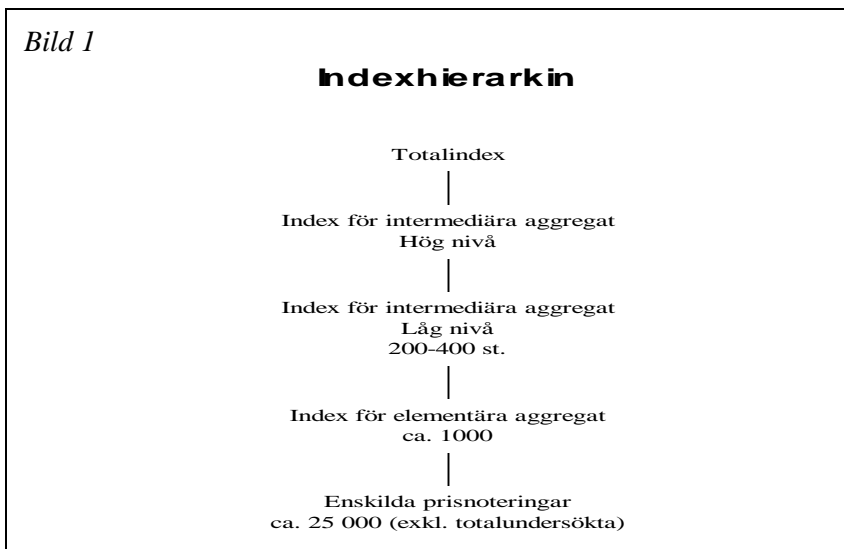 Bild 1
Indexhierarkin
Totalindex
Index för intermediära aggregat
Hög nivå
Index för intermediära aggregat
Låg nivå
200-400 st.
Index för elementära aggregat
ca. 1000
Enskilda prisnoteringar
ca. 25 000 (exkl. totalundersökta)